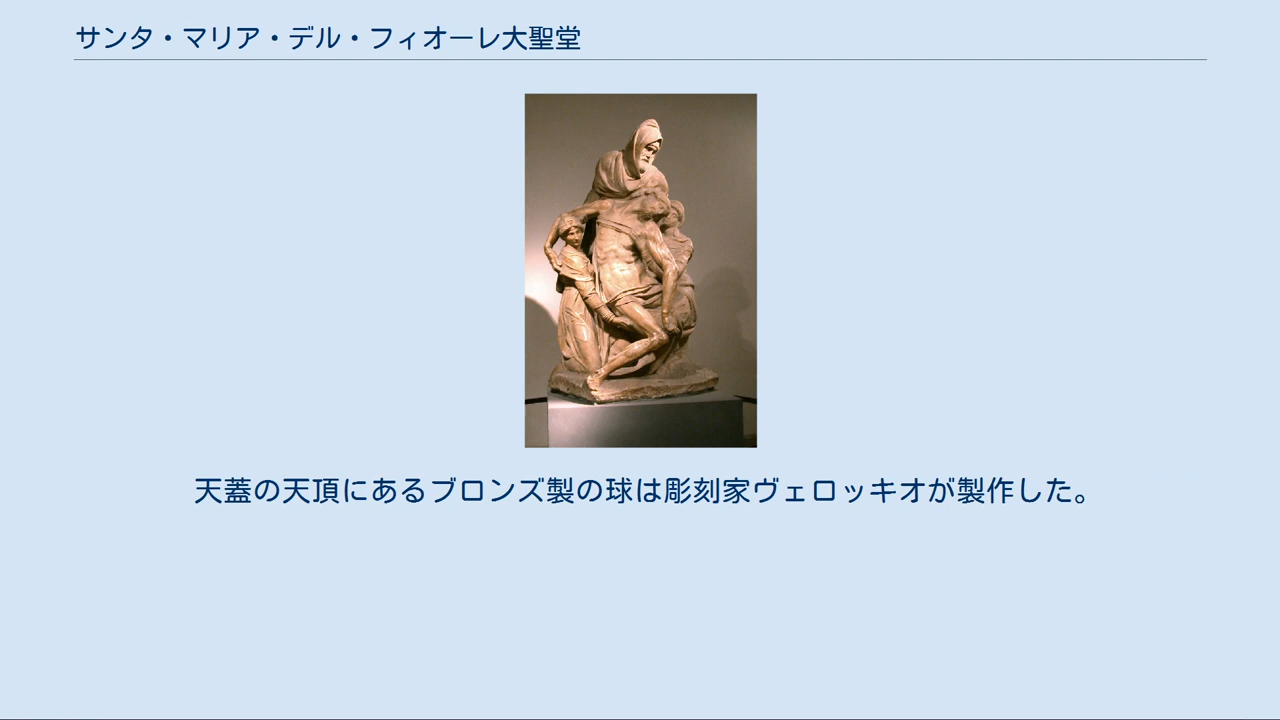 サンタ・マリア・デル・フィオーレ大聖堂
天蓋の天頂にあるブロンズ製の球は彫刻家ヴェロッキオが製作した。